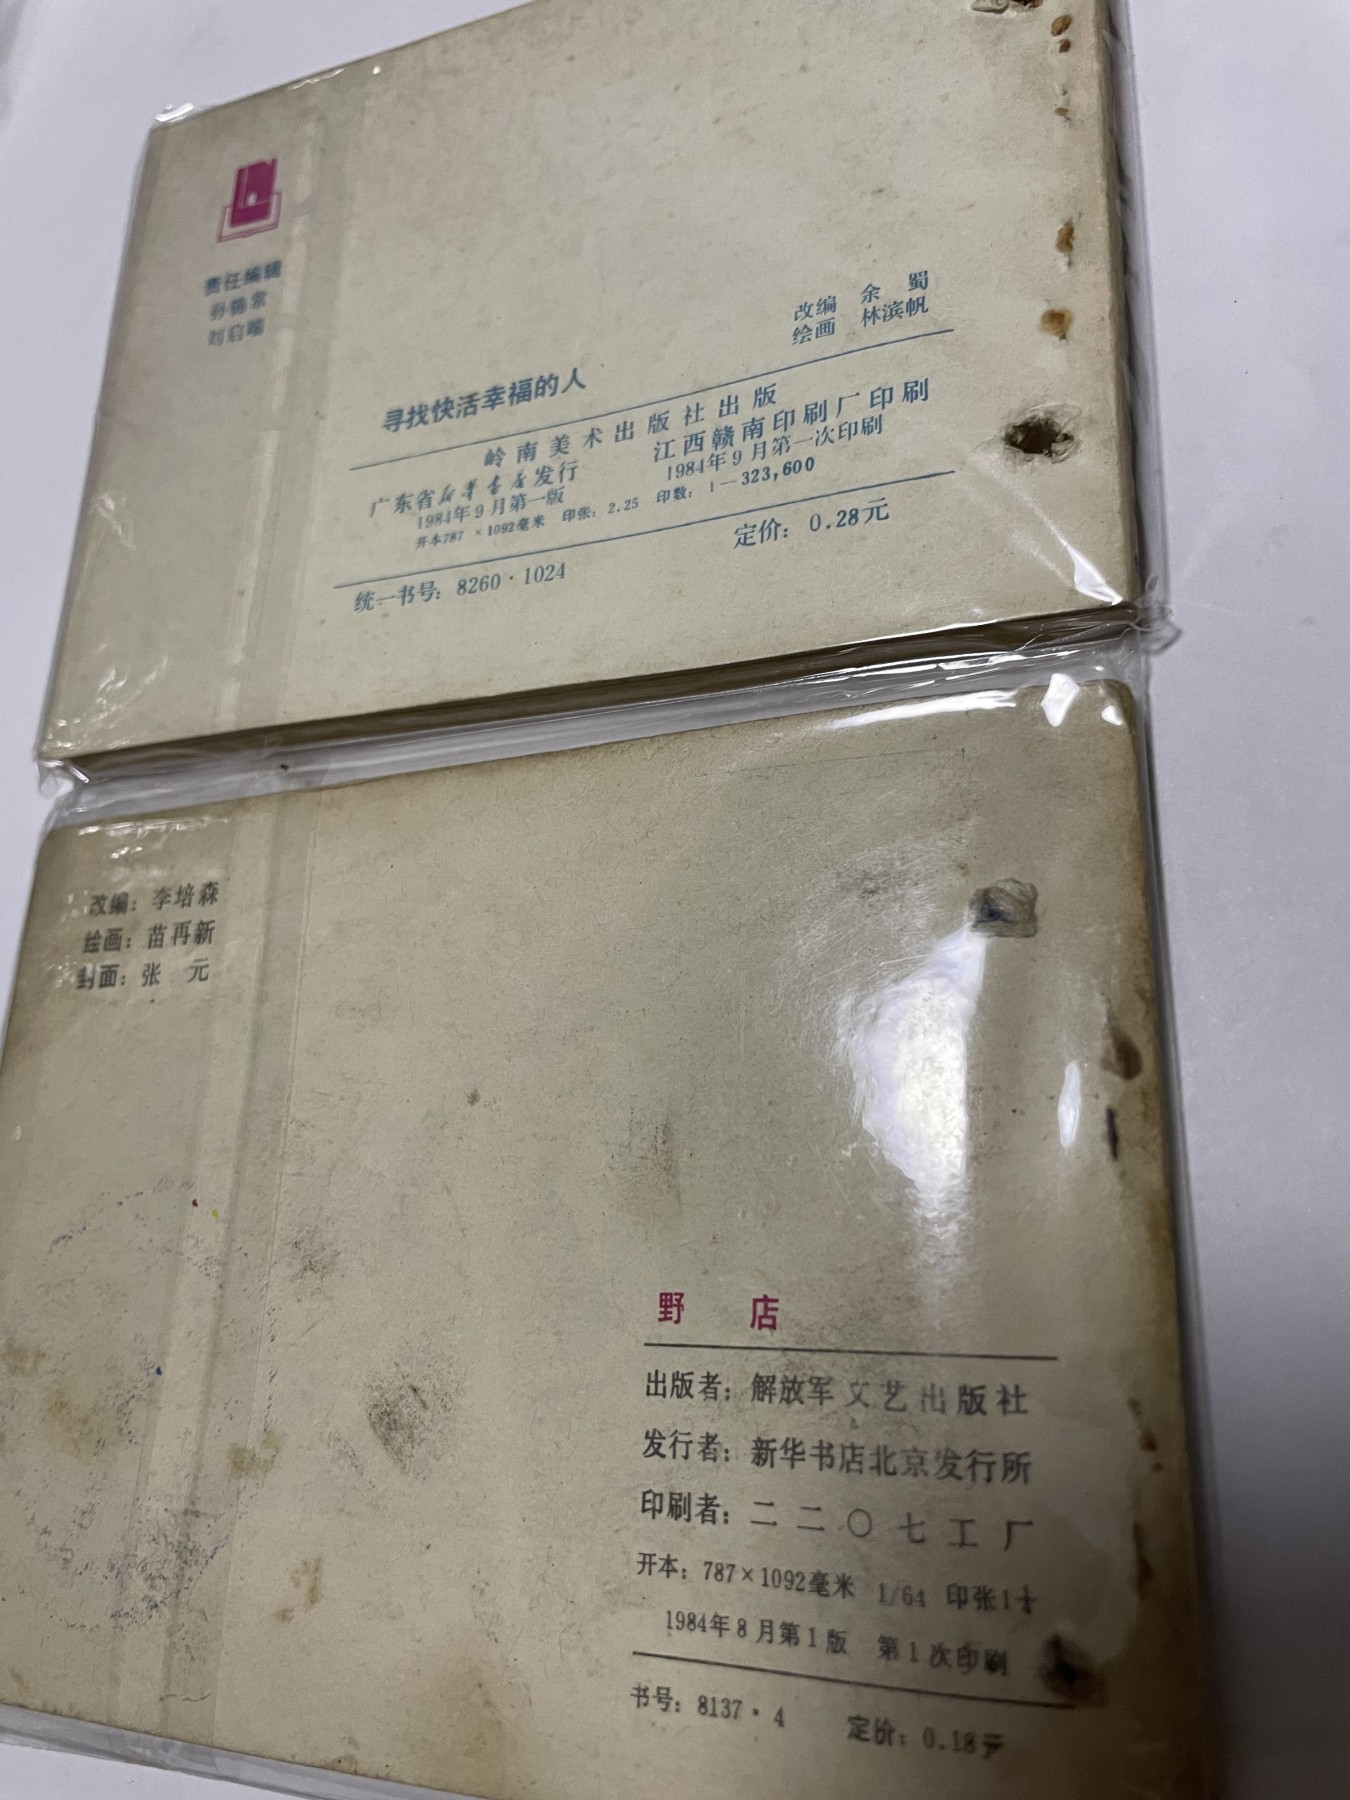 责任编辑
孙锦常
刘启端
改编 余 蜀
绘画 林滨帆
寻找快活幸福的人
岭南美术出版社出版
广东省新华书店发行 江西赣南印刷厂印刷
1984年9月第一版 1984年9月第一次印刷
开本787×1092毫米 印张：2.25 印数：1—323,600
统一书号：8260·1024 定价：0.28元
改编：李培森
绘画：苗再新
封面：张 元
野 店
出版者：解放军文艺出版社
发行者：新华书店北京发行所
印刷者：二二〇七工厂
开本：787×1092毫米 1/64 印张1¼
1984年8月第1版 第1次印刷
书号：8137·4 定价：0.18元